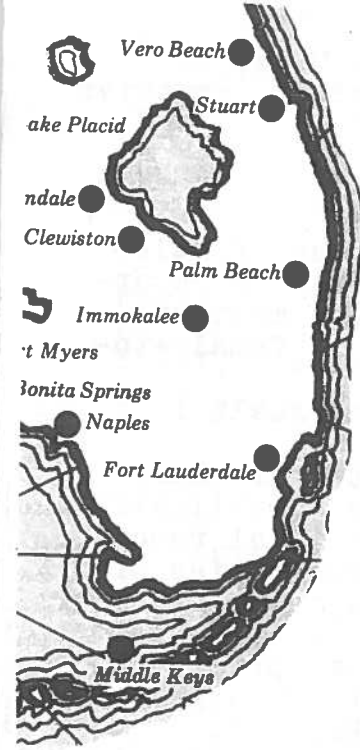 Vero Beach
Stuart
ake Placid
ndale
Clewiston
Palm Beach
Immokalee
t Myers
Bonita Springs
Naples
Fort Lauderdale
Middle Keys